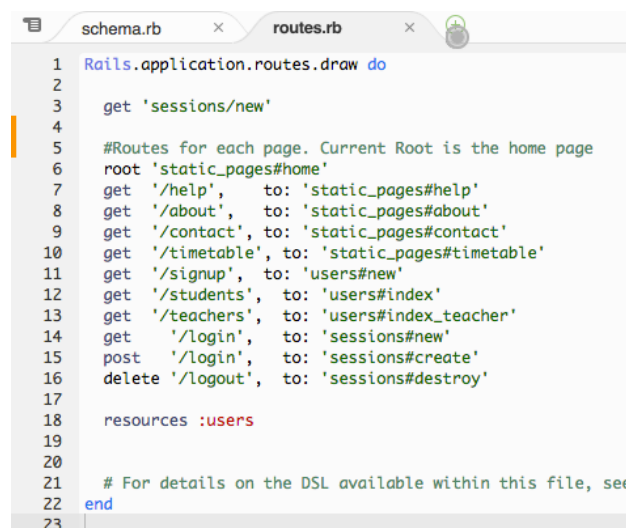 schema.rb × routes.rb ×
1 Rails.application.routes.draw do
2
3 get 'sessions/new'
4
5 #Routes for each page. Current Root is the home page
6 root 'static_pages#home'
7 get '/help', to: 'static_pages#help'
8 get '/about', to: 'static_pages#about'
9 get '/contact', to: 'static_pages#contact'
10 get '/timetable', to: 'static_pages#timetable'
11 get '/signup', to: 'users#new'
12 get '/students', to: 'users#index'
13 get '/teachers', to: 'users#index_teacher'
14 get '/login', to: 'sessions#new'
15 post '/login', to: 'sessions#create'
16 delete '/logout', to: 'sessions#destroy'
17
18 resources :users
19
20
21 # For details on the DSL available within this file, see
22 end
23